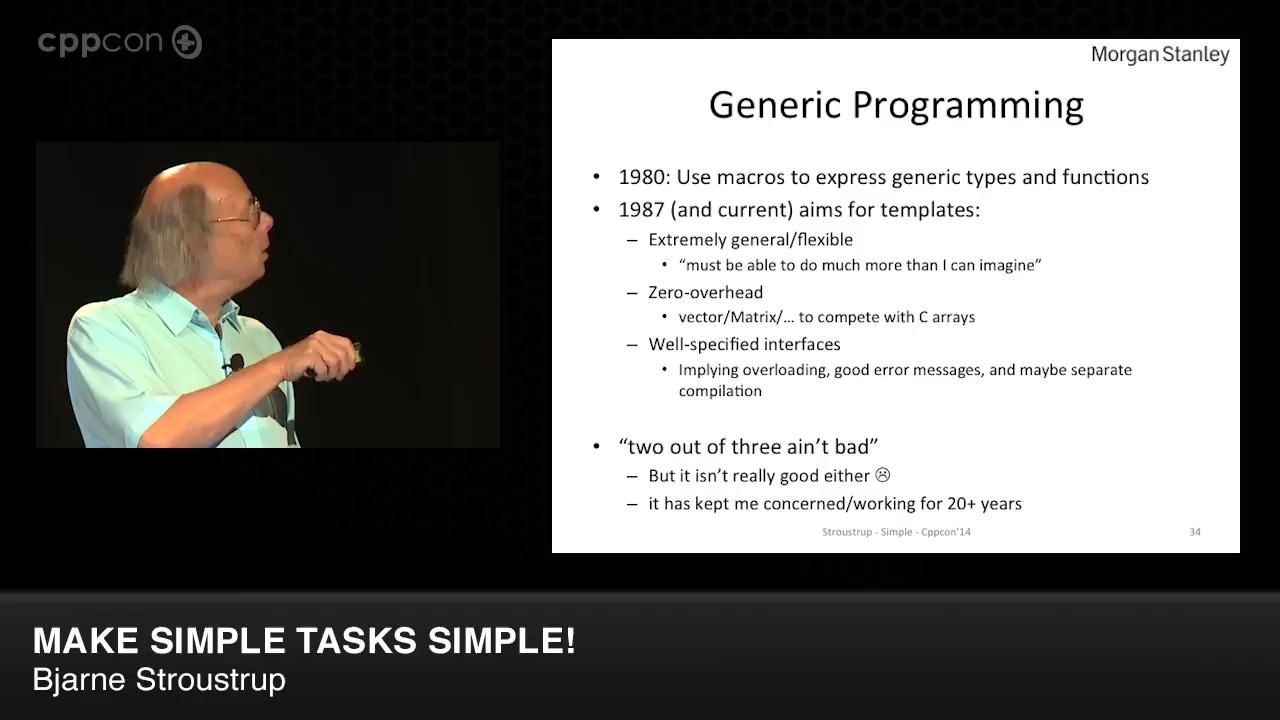 cppcon
Morgan Stanley
Generic Programming
• 1980: Use macros to express generic types and functions
• 1987 (and current) aims for templates:
– Extremely general/flexible
• “must be able to do much more than I can imagine”
– Zero-overhead
• vector/Matrix/… to compete with C arrays
– Well-specified interfaces
• Implying overloading, good error messages, and maybe separate
compilation
• “two out of three ain’t bad”
– But it isn’t really good either ☹
– it has kept me concerned/working for 20+ years
Stroustrup - Simple - Cppcon'14
34
MAKE SIMPLE TASKS SIMPLE!
Bjarne Stroustrup